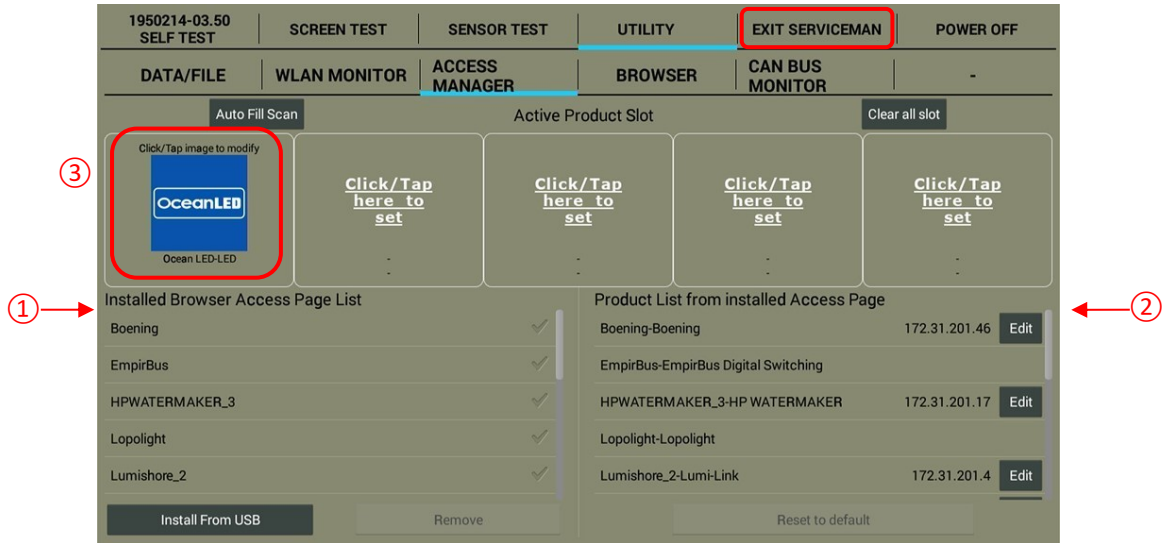 1950214-03.50
SELF TEST
SCREEN TEST
SENSOR TEST
UTILITY
EXIT SERVICEMAN
POWER OFF
DATA/FILE
WLAN MONITOR
ACCESS
MANAGER
BROWSER
CAN BUS
MONITOR
-
Auto Fill Scan
Active Product Slot
Clear all slot
③
Click/Tap image to modify
OceanLED
Ocean LED-LED
Click/Tap
here to
set
-
-
Click/Tap
here to
set
-
-
Click/Tap
here to
set
-
-
Click/Tap
here to
set
-
-
①
Installed Browser Access Page List
Boening
EmpirBus
HPWATERMAKER_3
Lopolight
Lumishore_2
Install From USB
Remove
②
Product List from installed Access Page
Boening-Boening 172.31.201.46 Edit
EmpirBus-EmpirBus Digital Switching
HPWATERMAKER_3-HP WATERMAKER 172.31.201.17 Edit
Lopolight-Lopolight
Lumishore_2-Lumi-Link 172.31.201.4 Edit
Reset to default